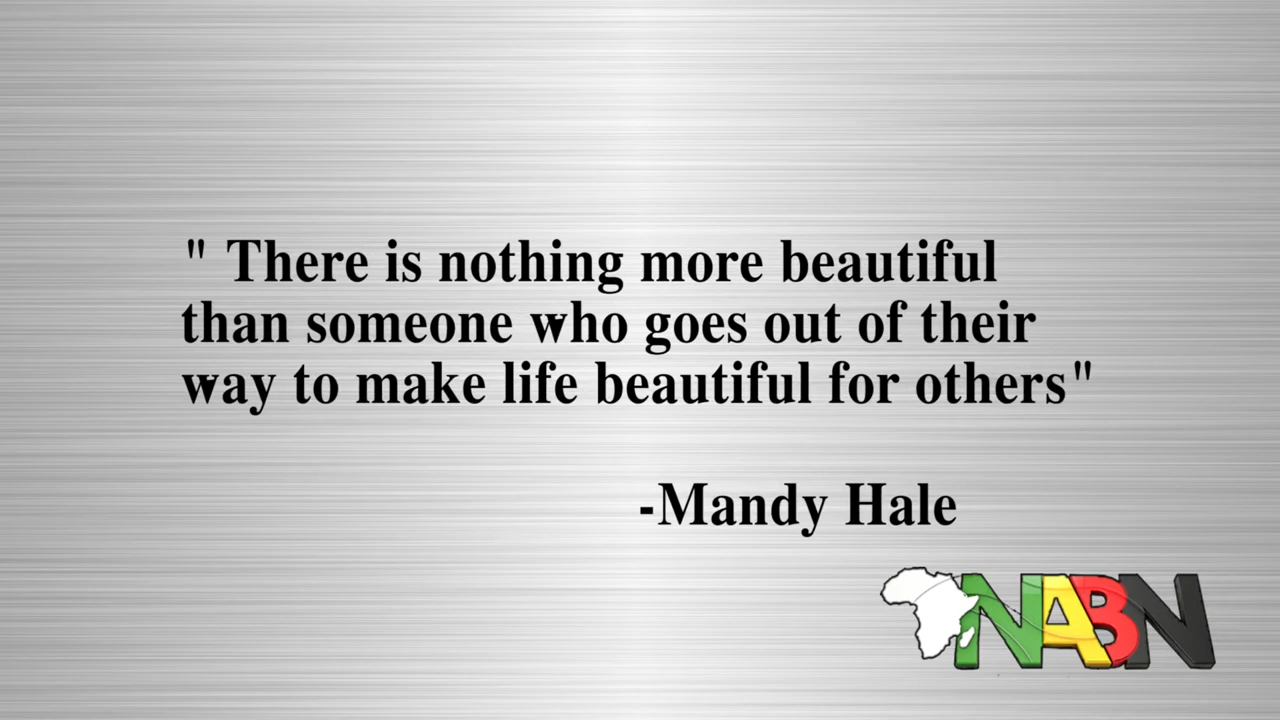 " There is nothing more beautiful
than someone who goes out of their
way to make life beautiful for others"
-Mandy Hale
NABN